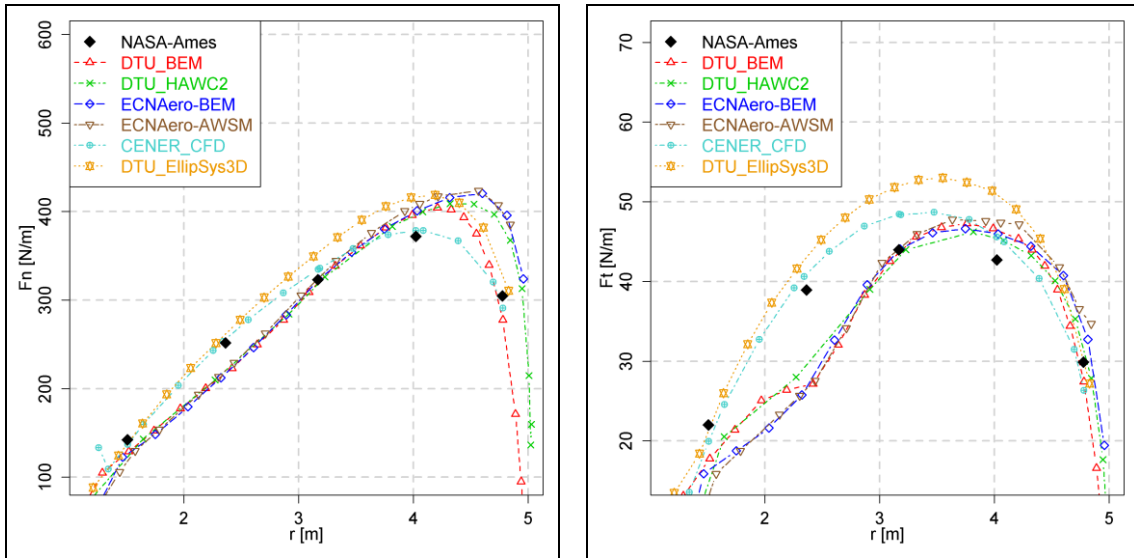 600
500
400
300
200
100
Fn [N/m]
NASA-Ames
DTU_BEM
DTU_HAWC2
ECNAero-BEM
ECNAero-AWSM
CENER_CFD
DTU_EllipSys3D
2
3
4
5
r [m]
70
60
50
40
30
20
Ft [N/m]
NASA-Ames
DTU_BEM
DTU_HAWC2
ECNAero-BEM
ECNAero-AWSM
CENER_CFD
DTU_EllipSys3D
2
3
4
5
r [m]